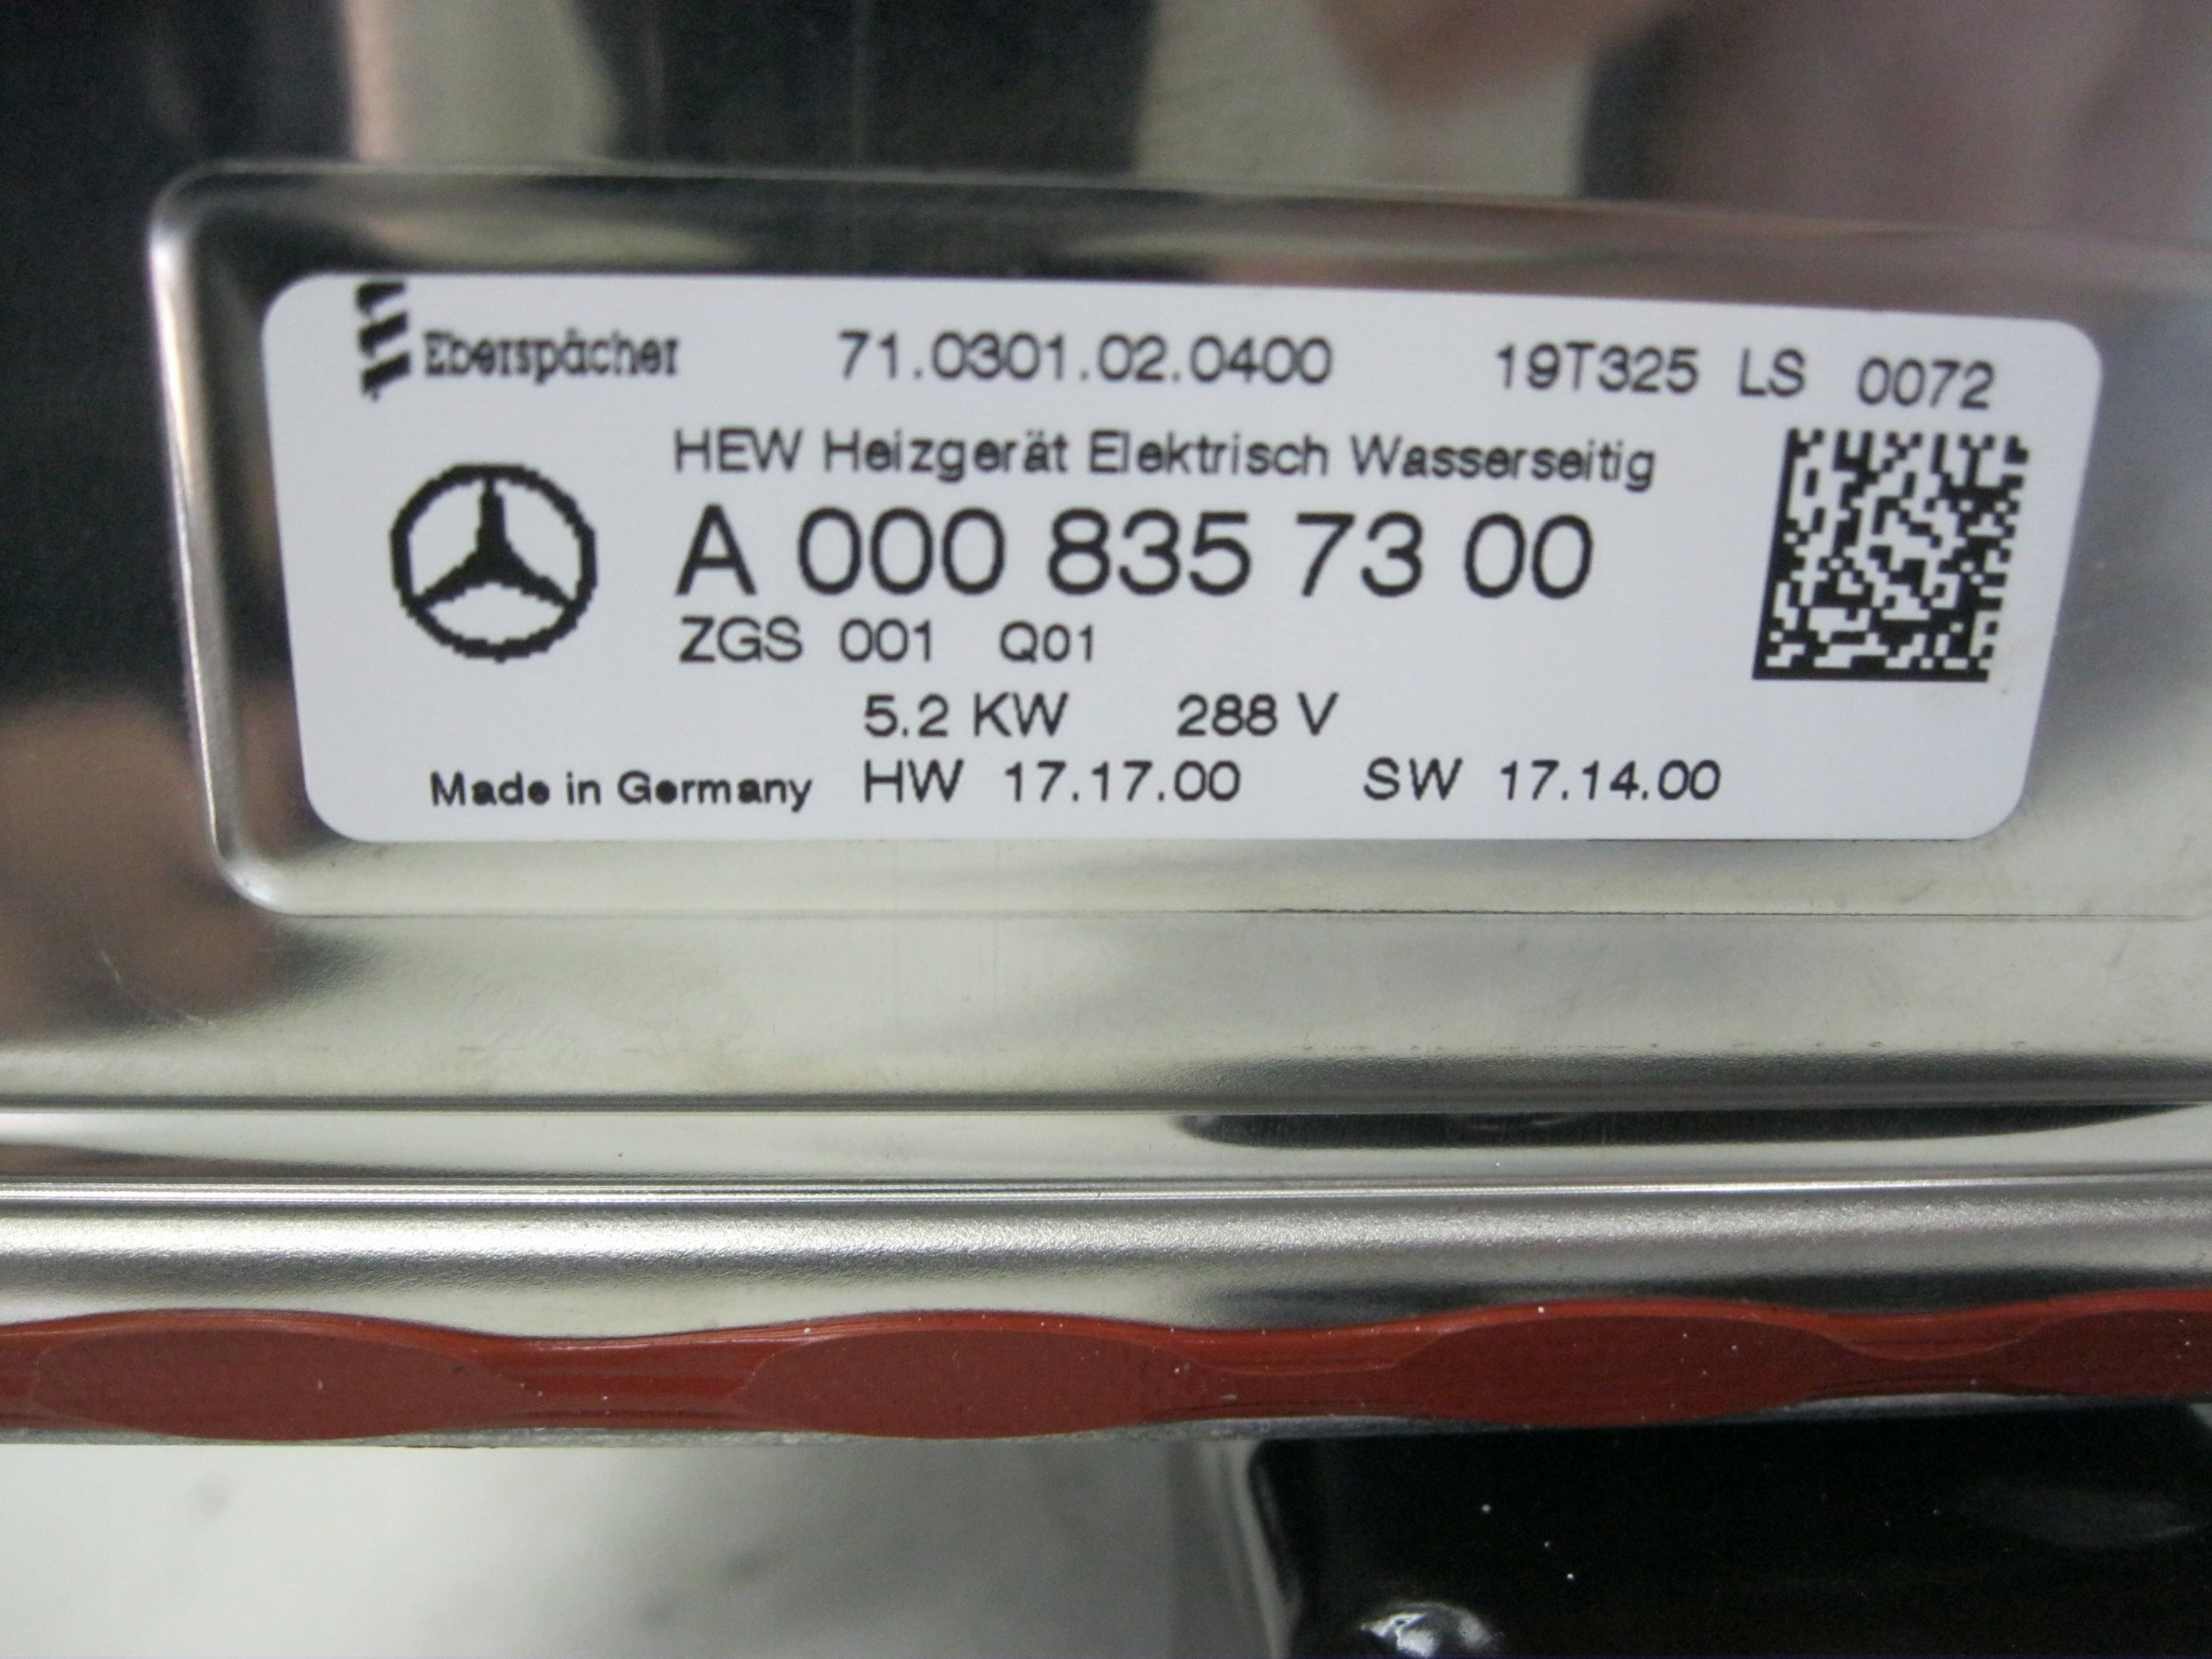 Eberspächer 71.0301.02.0400 19T325 LS 0072
HEW Heizgerät Elektrisch Wasserseitig
A 000 835 73 00
ZGS 001 Q01
5.2 KW 288 V
Made in Germany HW 17.17.00 SW 17.14.00